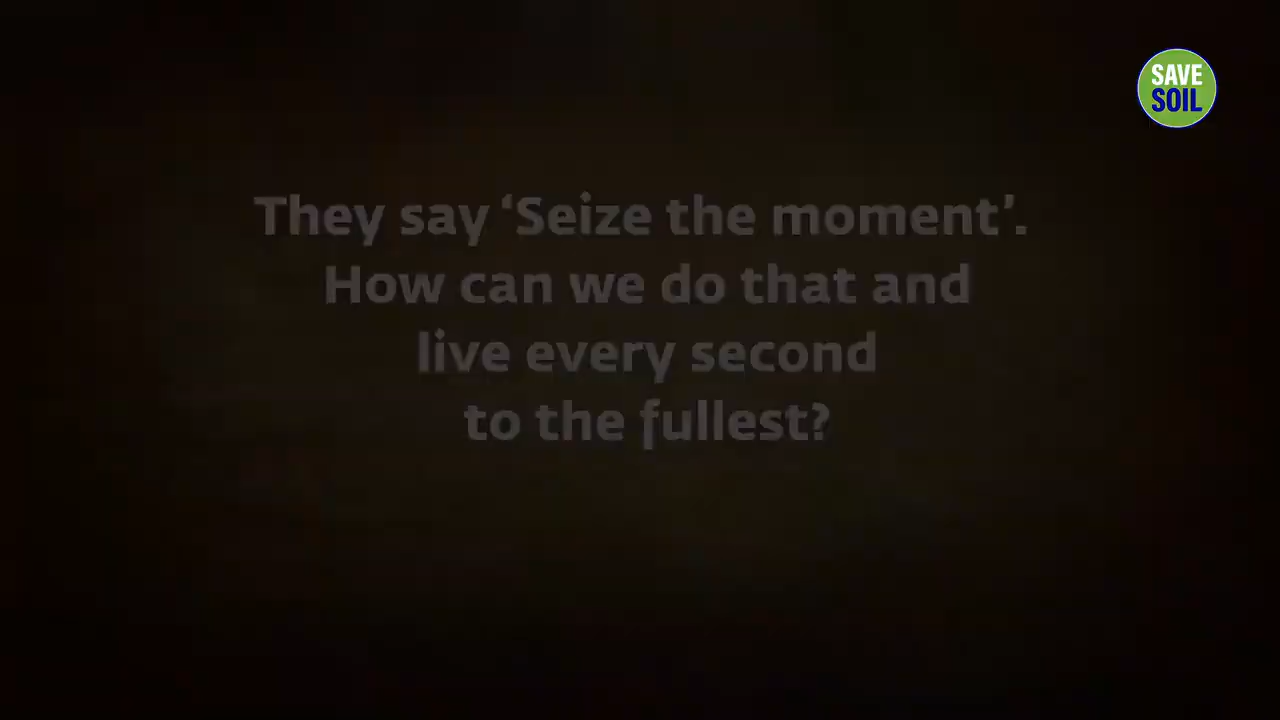 SAVE
SOIL
They say ‘Seize the moment’.
How can we do that and
live every second
to the fullest?